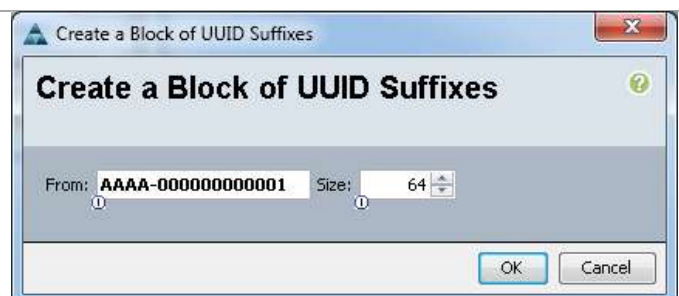 Create a Block of UUID Suffixes
Create a Block of UUID Suffixes
From: AAAA-000000000001 Size: 64
OK Cancel